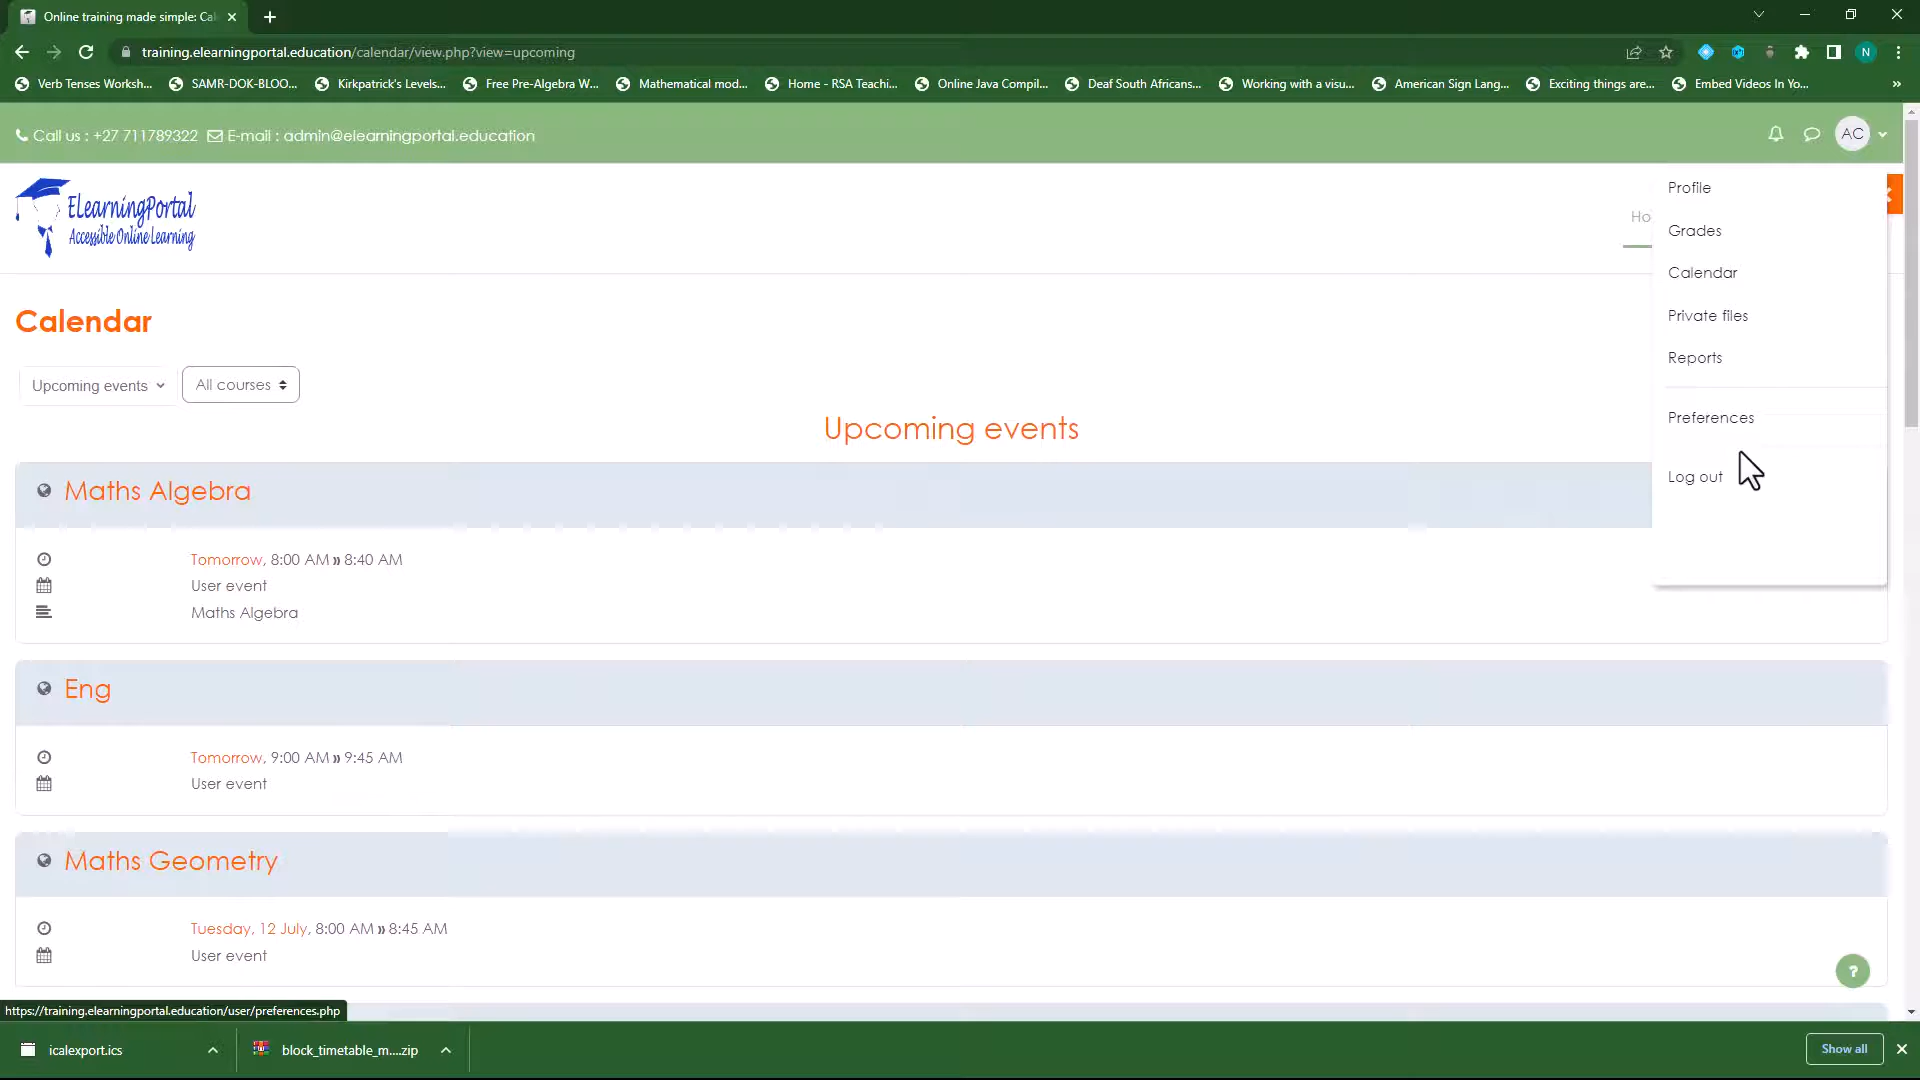 Online training made simple: Cal
training.elearningportal.education/calendar/view.php?view=upcoming
N
Verb Tenses Worksh...
SAMR-DOK-BLOO...
Kirkpatrick's Levels...
Free Pre-Algebra W...
Mathematical mod...
Home - RSA Teachi...
Online Java Compil...
Deaf South Africans...
Working with a visu...
American Sign Lang...
Exciting things are...
Embed Videos In Yo...
»
Call us : +27 711789322
E-mail : admin@elearningportal.education
AC
ElearningPortal
Accessible Online Learning
Ho
Profile
Grades
Calendar
Private files
Reports
Preferences
Log out
Calendar
Upcoming events
All courses
Upcoming events
Maths Algebra
Tomorrow, 8:00 AM » 8:40 AM
User event
Maths Algebra
Eng
Tomorrow, 9:00 AM » 9:45 AM
User event
Maths Geometry
Tuesday, 12 July, 8:00 AM » 8:45 AM
User event
?
https://training.elearningportal.education/user/preferences.php
icalexport.ics
block_timetable_m....zip
Show all